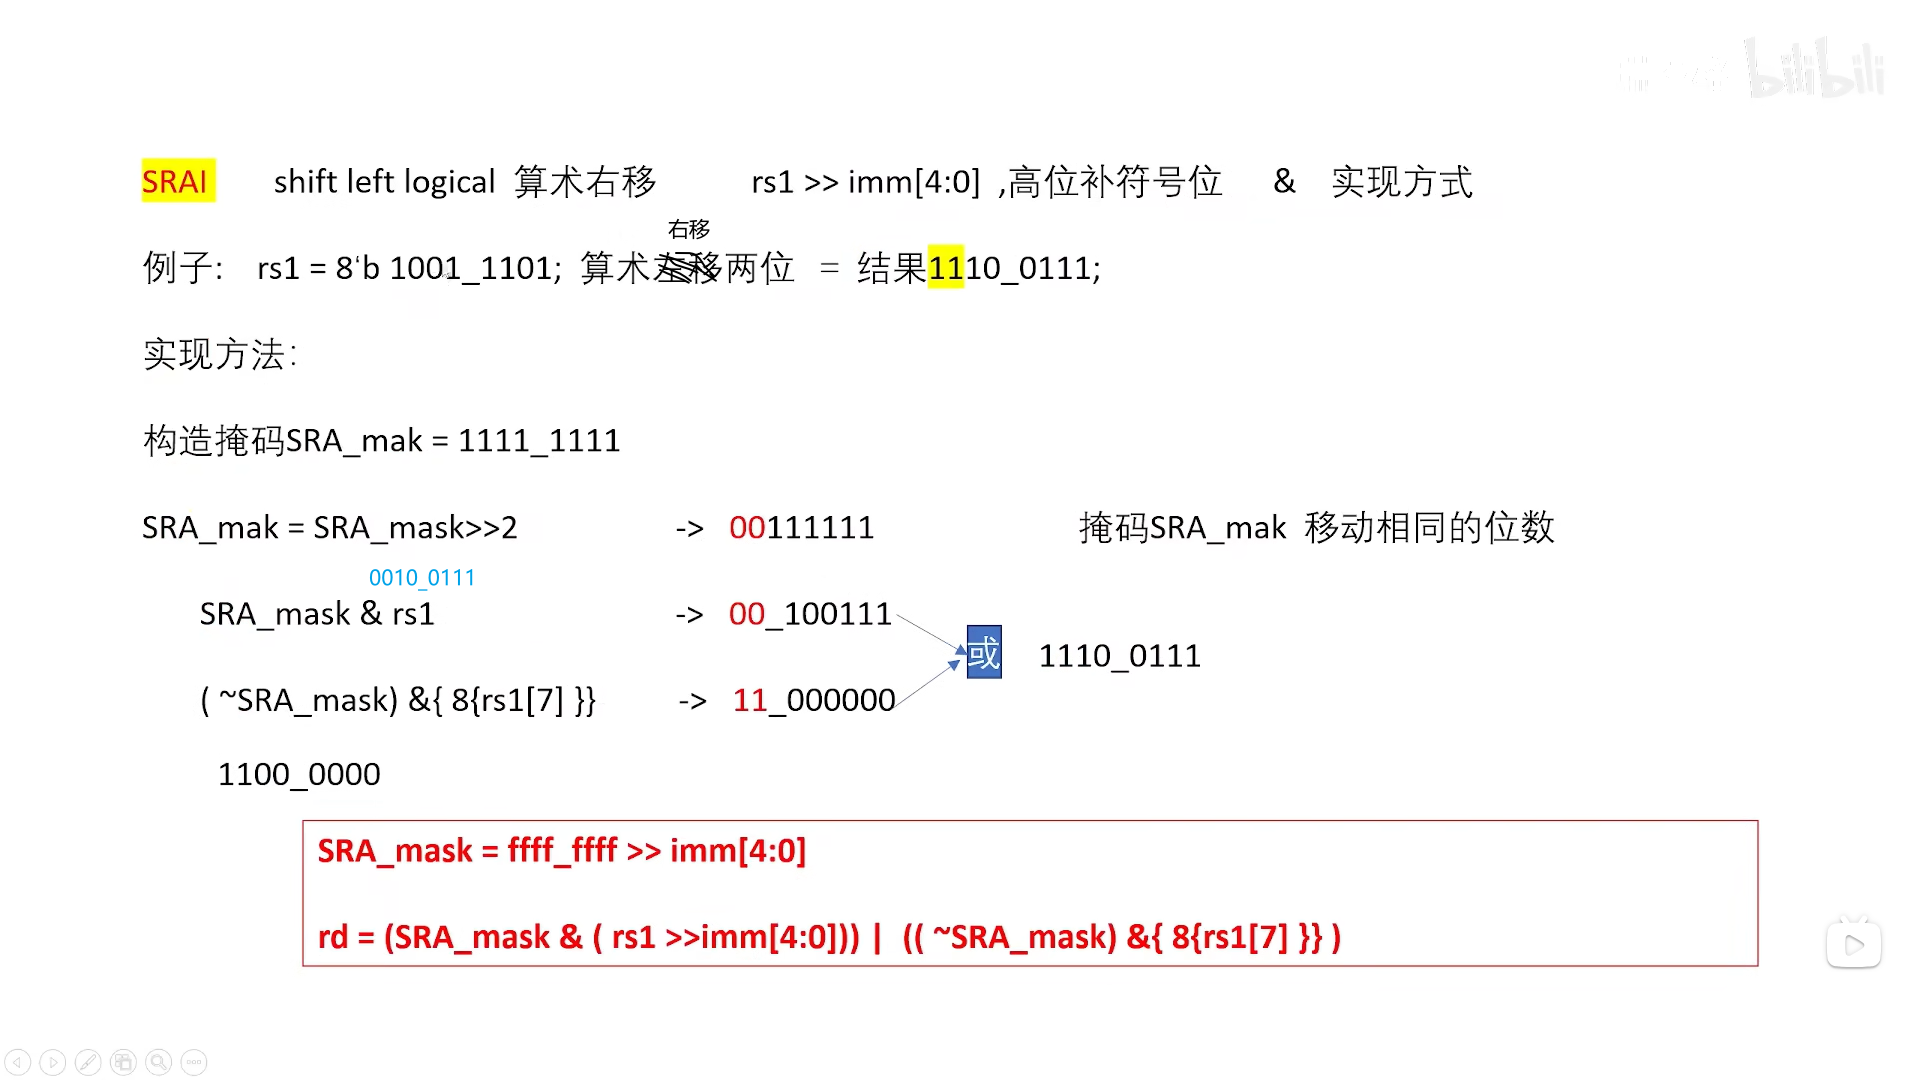 bilibili
SRAI shift left logical 算术右移 rs1 >> imm[4:0] ,高位补符号位 & 实现方式
右移
例子: rs1 = 8‘b 1001_1101; 算术左移两位 = 结果1110_0111;
实现方法:
构造掩码SRA_mak = 1111_1111
SRA_mak = SRA_mask>>2 -> 00111111 掩码SRA_mak 移动相同的位数
0010_0111
SRA_mask & rs1 -> 00_100111
或 1110_0111
( ~SRA_mask) &{ 8{rs1[7] }} -> 11_000000
1100_0000
SRA_mask = ffff_ffff >> imm[4:0]
rd = (SRA_mask & ( rs1 >>imm[4:0])) | (( ~SRA_mask) &{ 8{rs1[7] }} )